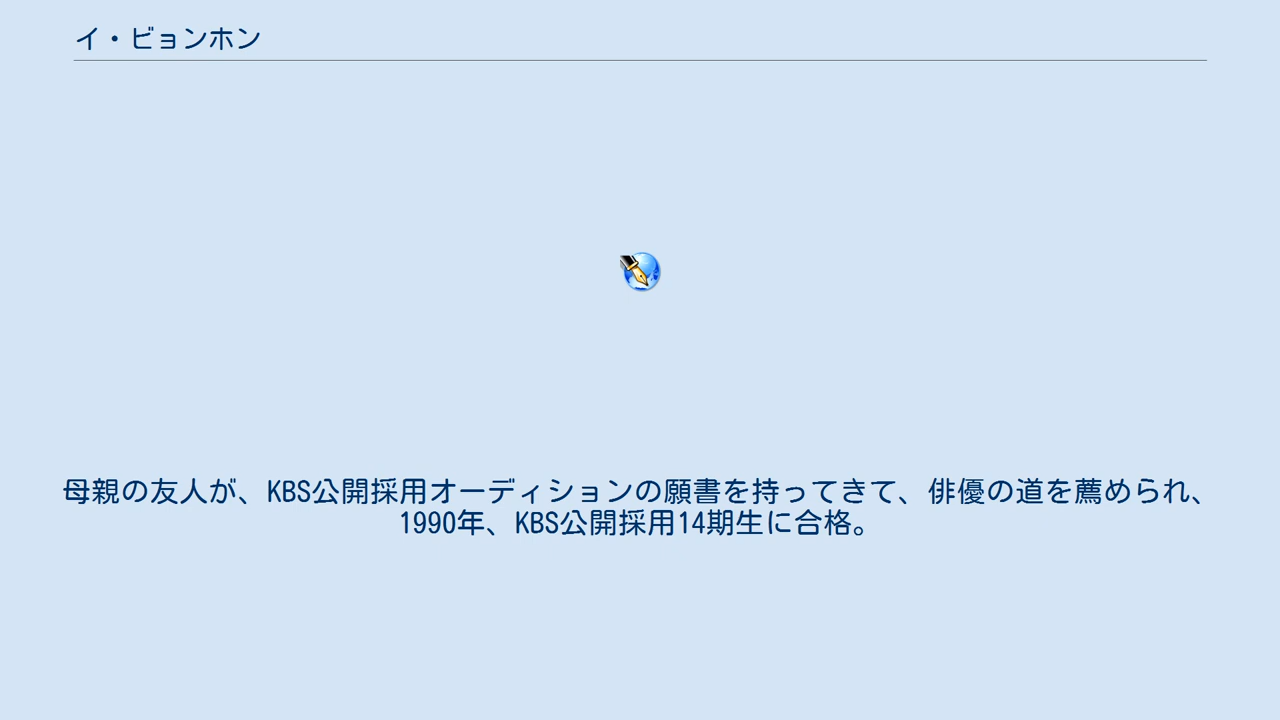 イ・ビョンホン
母親の友人が、KBS公開採用オーディションの願書を持ってきて、俳優の道を薦められ、
1990年、KBS公開採用14期生に合格。